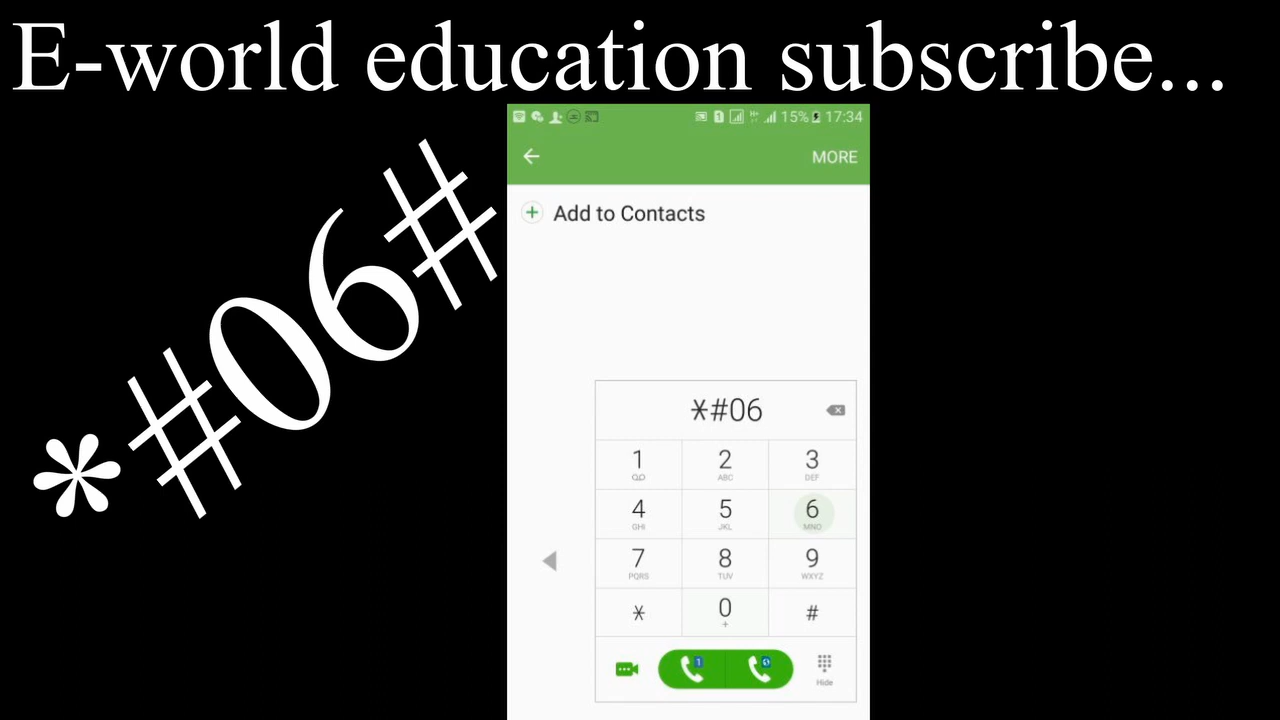 E-world education subscribe...
15% 17:34
MORE
Add to Contacts
*#06#
*#06
1 2 3
ABC DEF
4 5 6
GHI JKL MNO
7 8 9
PQRS TUV WXYZ
* 0 #
+
1
Hide